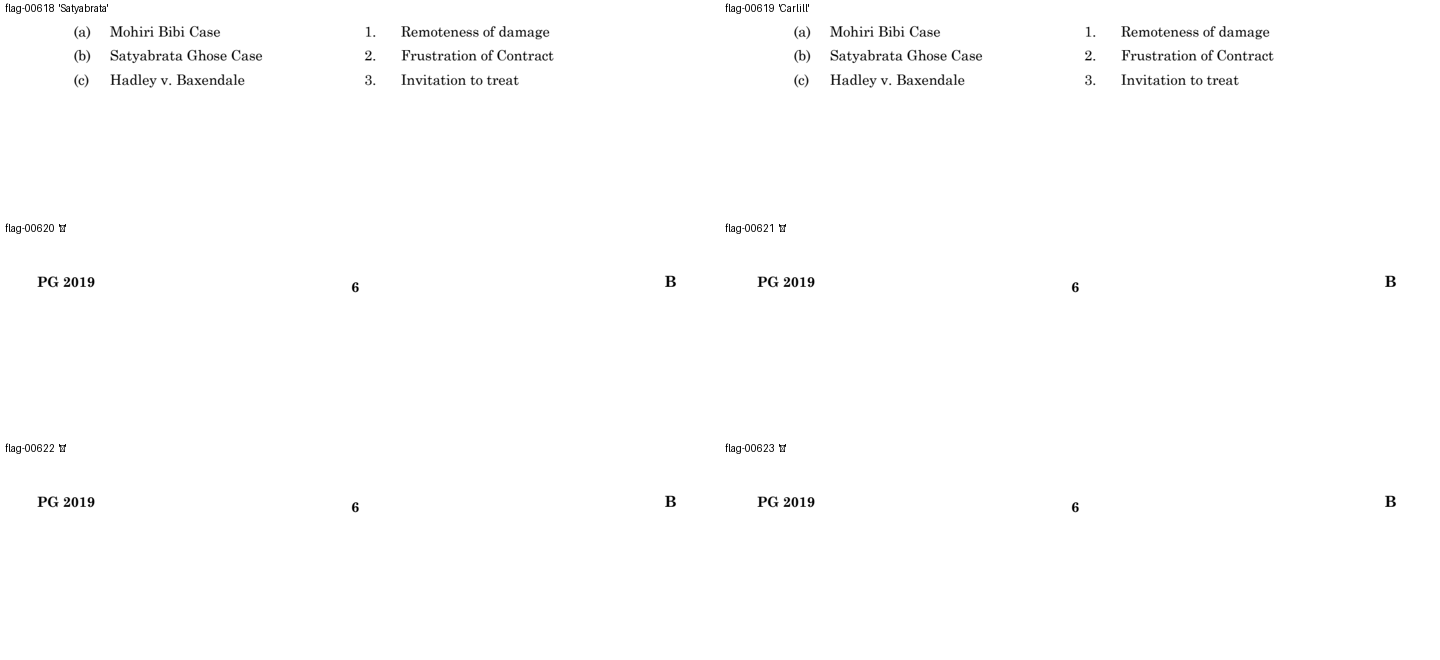 flag-00618 'Satyabrata'
(a) Mohiri Bibi Case 1. Remoteness of damage
(b) Satyabrata Ghose Case 2. Frustration of Contract
(c) Hadley v. Baxendale 3. Invitation to treat
flag-00619 'Carlill'
(a) Mohiri Bibi Case 1. Remoteness of damage
(b) Satyabrata Ghose Case 2. Frustration of Contract
(c) Hadley v. Baxendale 3. Invitation to treat
flag-00620
PG 2019 6 B
flag-00621
PG 2019 6 B
flag-00622
PG 2019 6 B
flag-00623
PG 2019 6 B